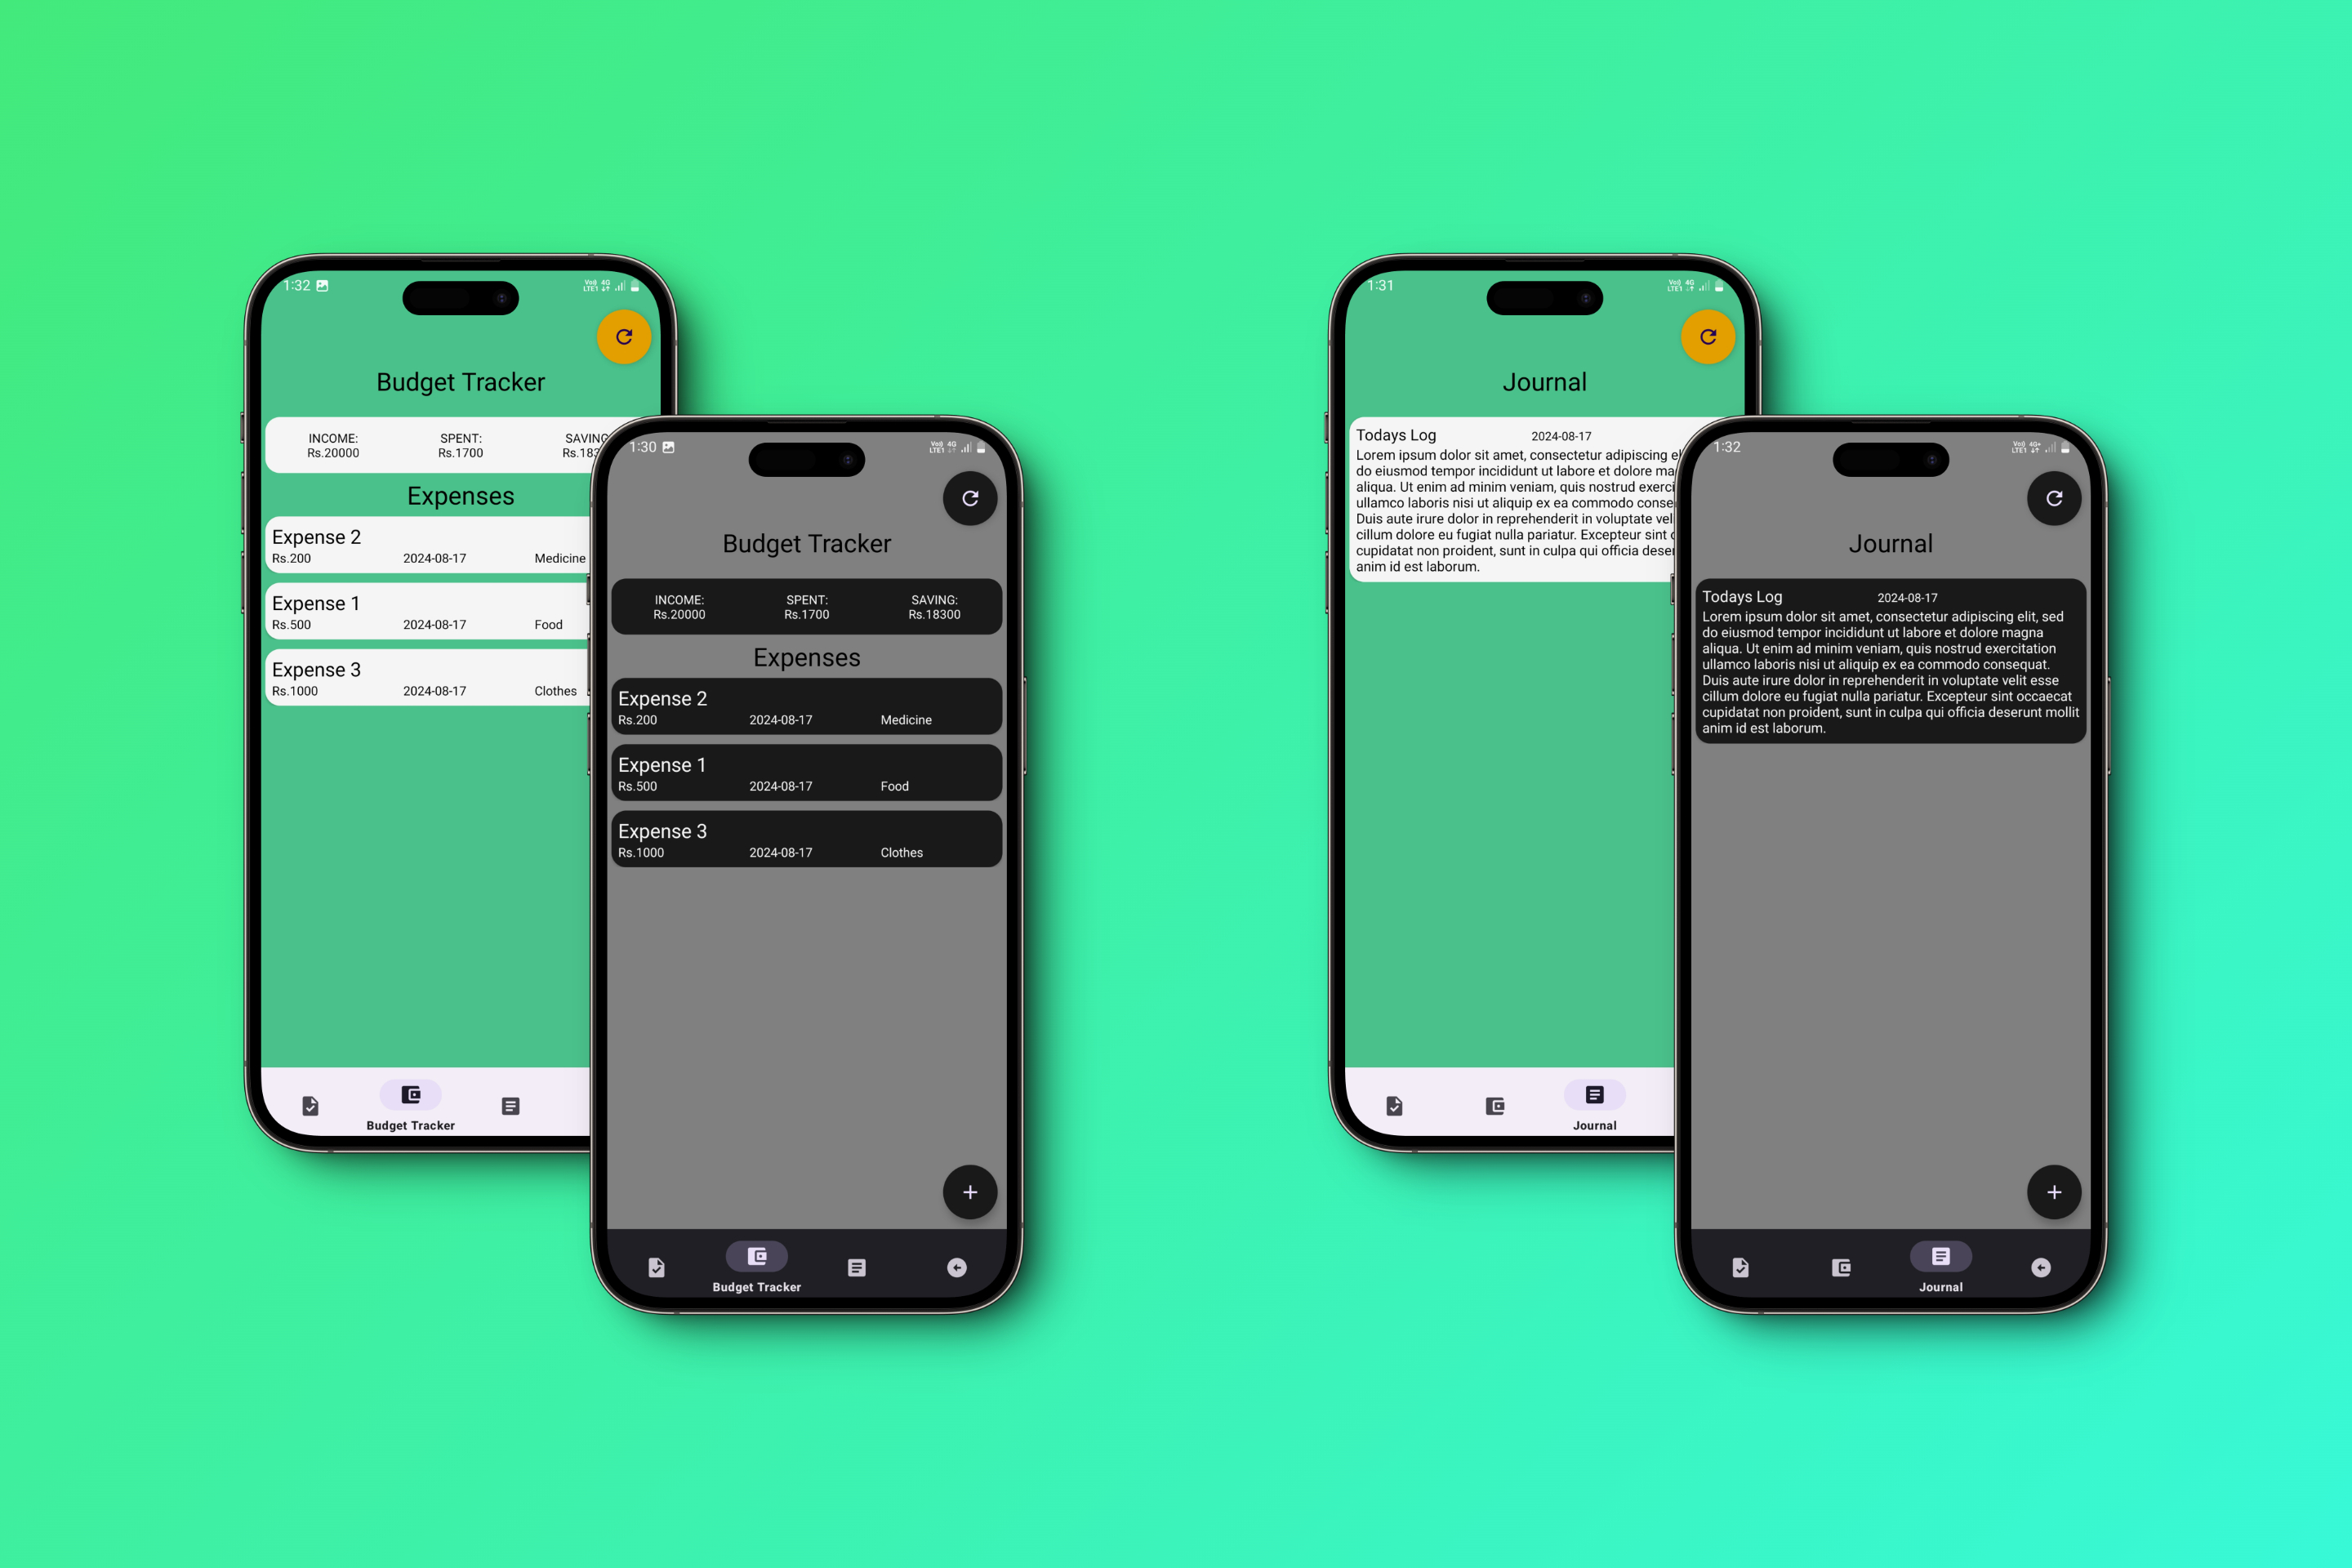 1:32
Voð 4G
LTE1
Budget Tracker
INCOME: SPENT: SAVING
Rs.20000 Rs.1700 Rs.183
Expenses
Expense 2
Rs.200 2024-08-17 Medicine
Expense 1
Rs.500 2024-08-17 Food
Expense 3
Rs.1000 2024-08-17 Clothes
Budget Tracker
1:30
4G
LTE1
Budget Tracker
INCOME: SPENT: SAVING:
Rs.20000 Rs.1700 Rs.18300
Expenses
Expense 2
Rs.200 2024-08-17 Medicine
Expense 1
Rs.500 2024-08-17 Food
Expense 3
Rs.1000 2024-08-17 Clothes
Budget Tracker
1:31
4G
LTE1
Journal
Todays Log 2024-08-17
Lorem ipsum dolor sit amet, consectetur adipiscing el
do eiusmod tempor incididunt ut labore et dolore ma
aliqua. Ut enim ad minim veniam, quis nostrud exerci
ullamco laboris nisi ut aliquip ex ea commodo conse
Duis aute irure dolor in reprehenderit in voluptate vel
cillum dolore eu fugiat nulla pariatur. Excepteur sint
cupidatat non proident, sunt in culpa qui officia deser
anim id est laborum.
Journal
1:32
4G+
LTE1
Journal
Todays Log 2024-08-17
Lorem ipsum dolor sit amet, consectetur adipiscing elit, sed
do eiusmod tempor incididunt ut labore et dolore magna
aliqua. Ut enim ad minim veniam, quis nostrud exercitation
ullamco laboris nisi ut aliquip ex ea commodo consequat.
Duis aute irure dolor in reprehenderit in voluptate velit esse
cillum dolore eu fugiat nulla pariatur. Excepteur sint occaecat
cupidatat non proident, sunt in culpa qui officia deserunt mollit
anim id est laborum.
Journal